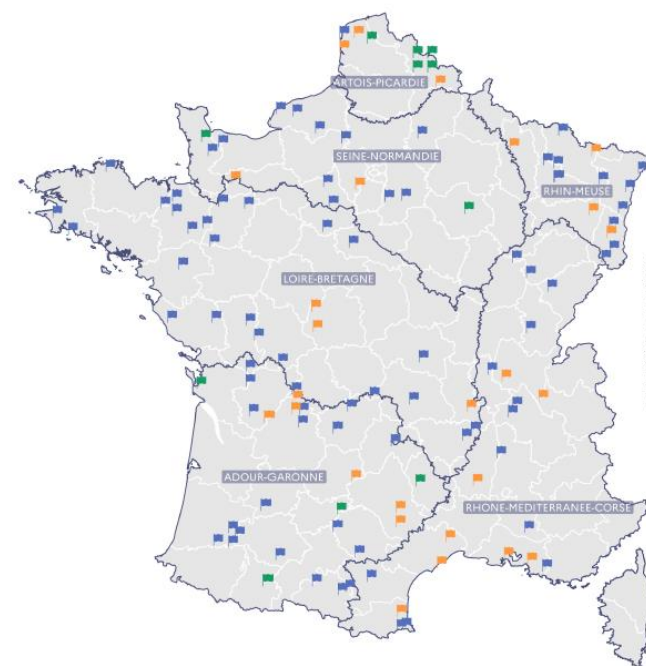 ARTOIS-PICARDIE
SEINE-NORMANDIE
RHIN-MEUSE
LOIRE-BRETAGNE
ADOUR-GARONNE
RHONE-MEDITERRANEE-CORSE